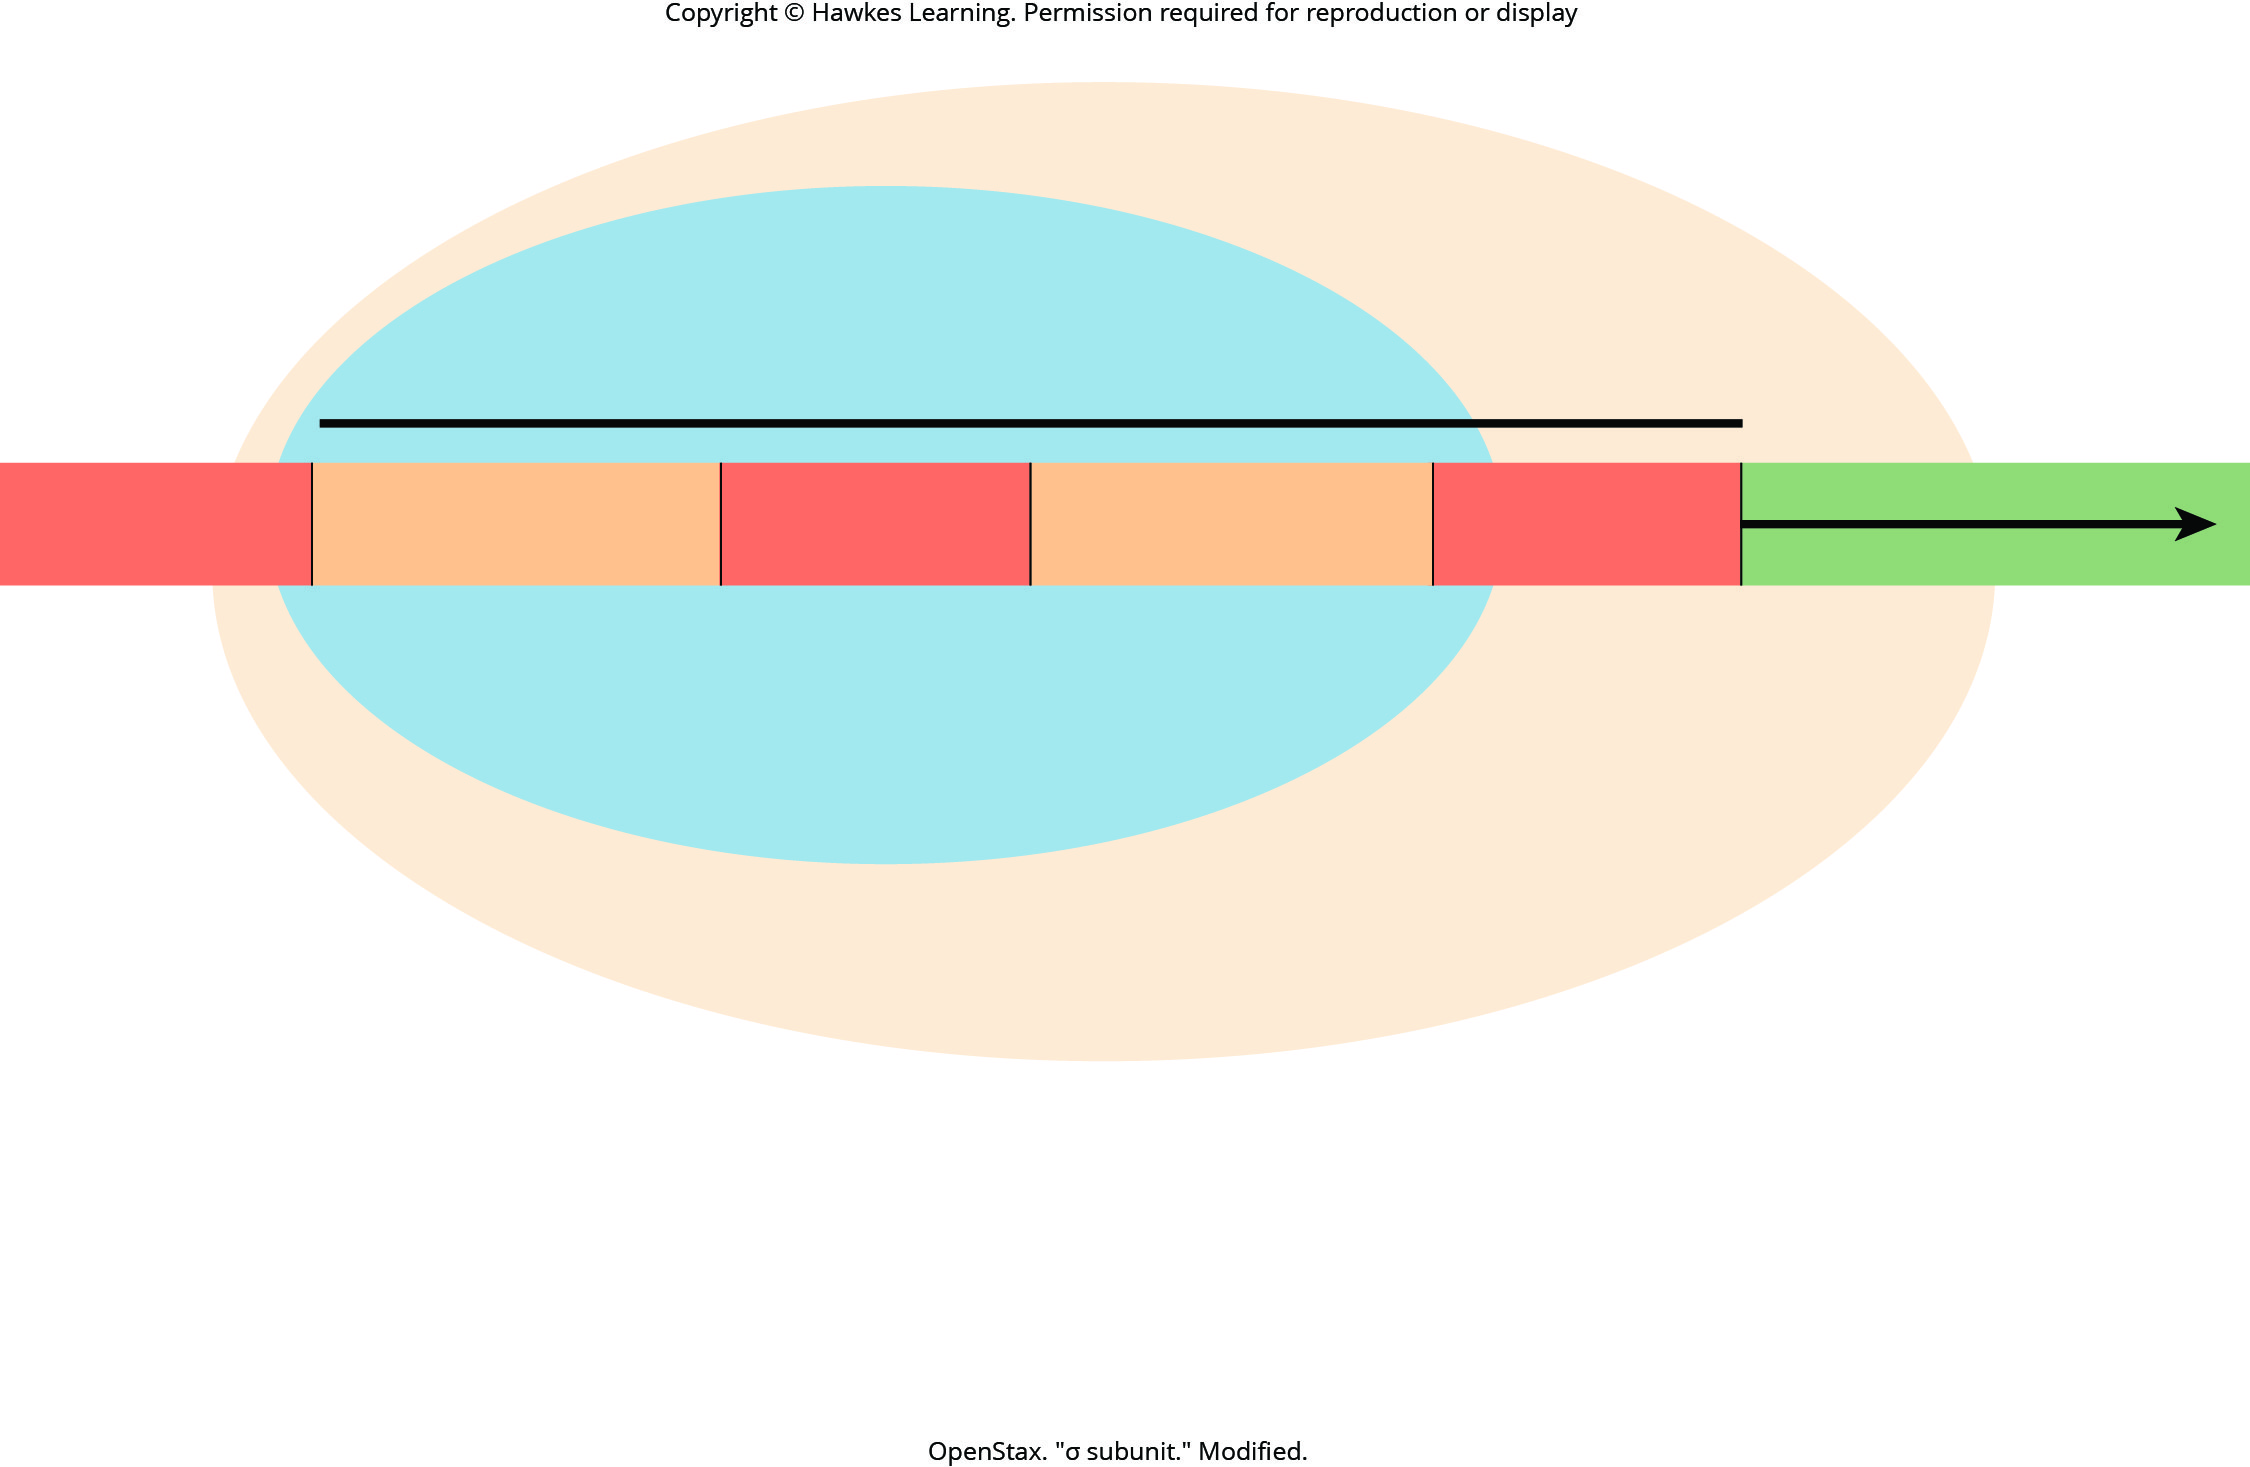 Copyright © Hawkes Learning. Permission required for reproduction or display
OpenStax. "σ subunit." Modified.